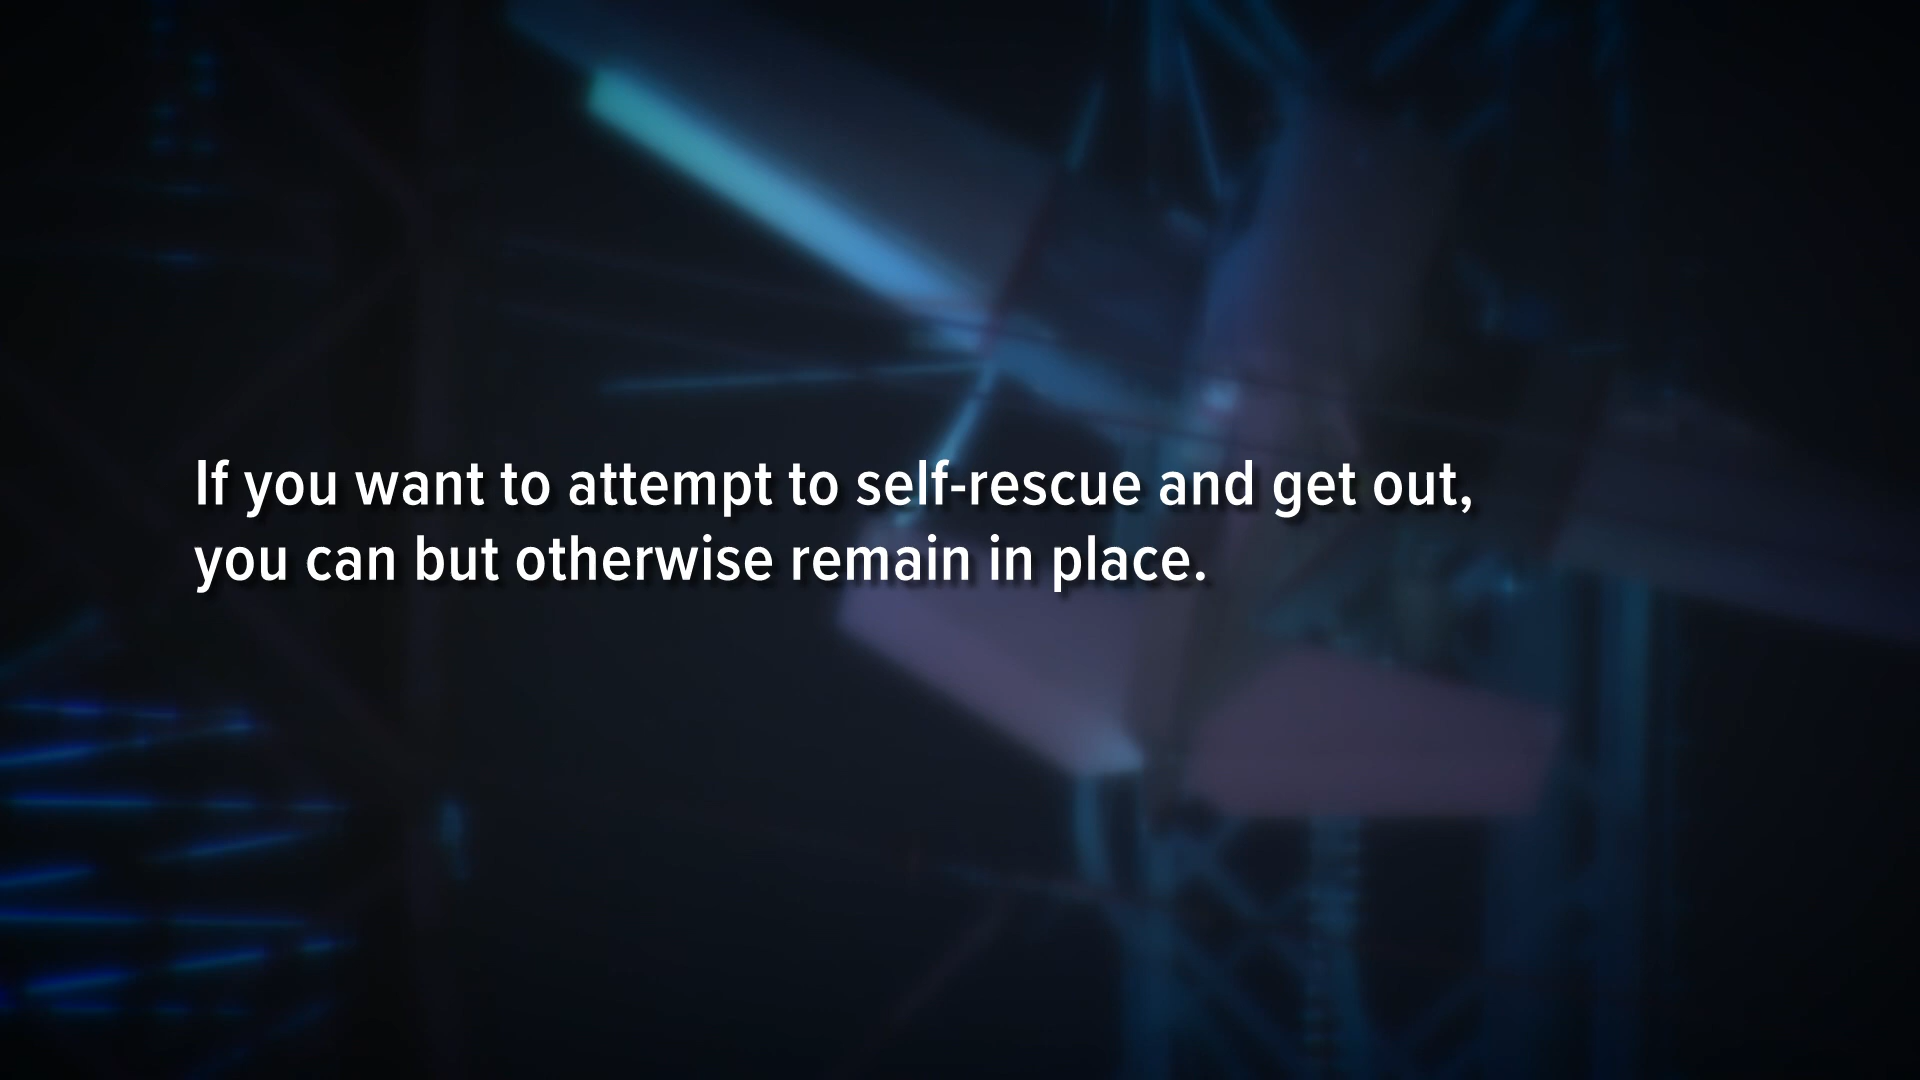 If you want to attempt to self-rescue and get out,
you can but otherwise remain in place.